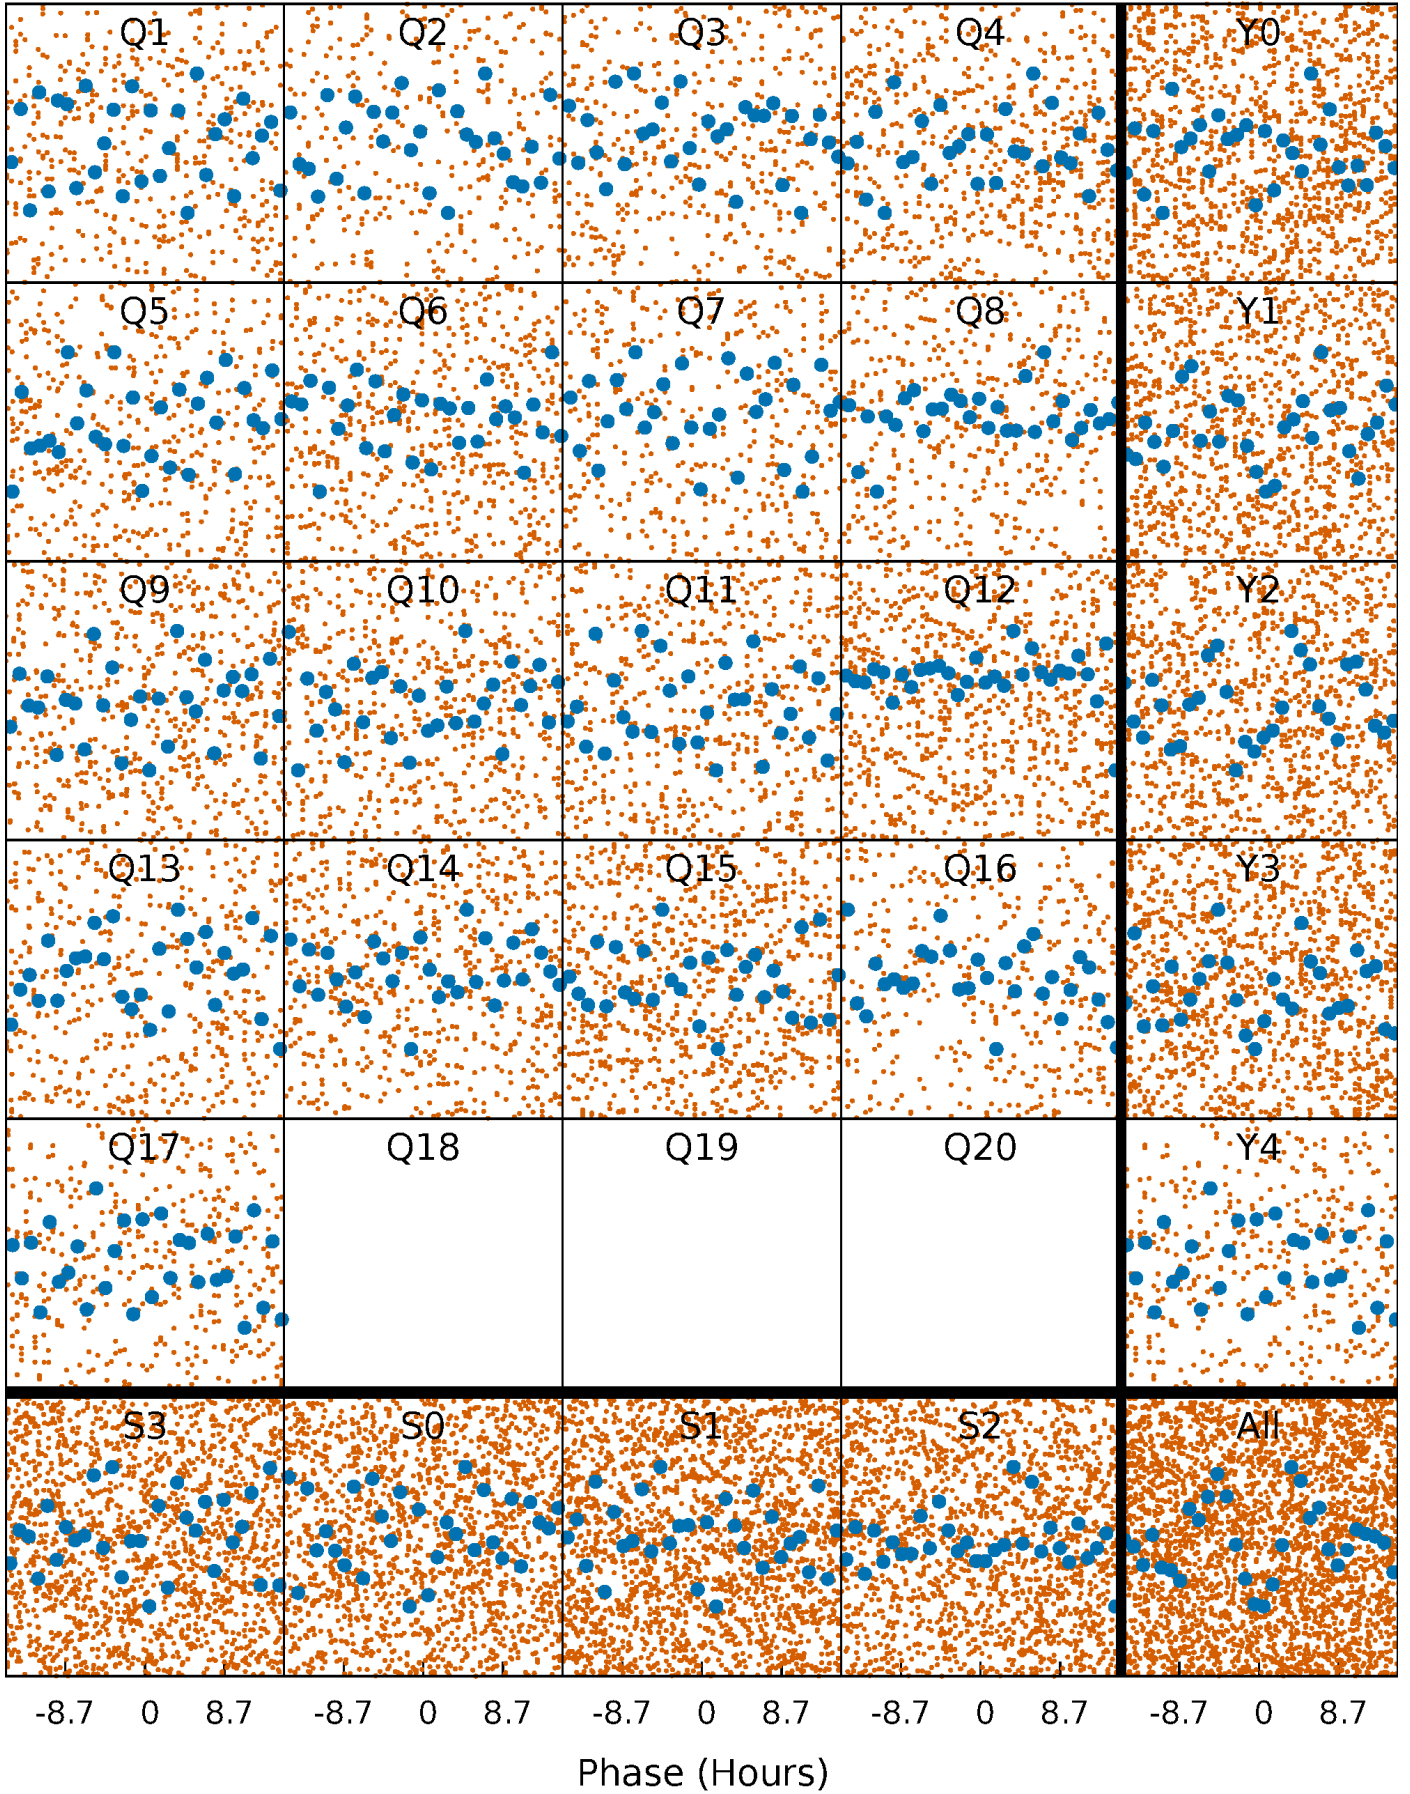 Q1 Q2 Q3 Q4 Y0
Q5 Q6 Q7 Q8 Y1
Q9 Q10 Q11 Q12 Y2
Q13 Q14 Q15 Q16 Y3
Q17 Q18 Q19 Q20 Y4
S3 S0 S1 S2 All
-8.7 0 8.7 -8.7 0 8.7 -8.7 0 8.7 -8.7 0 8.7 -8.7 0 8.7
Phase (Hours)